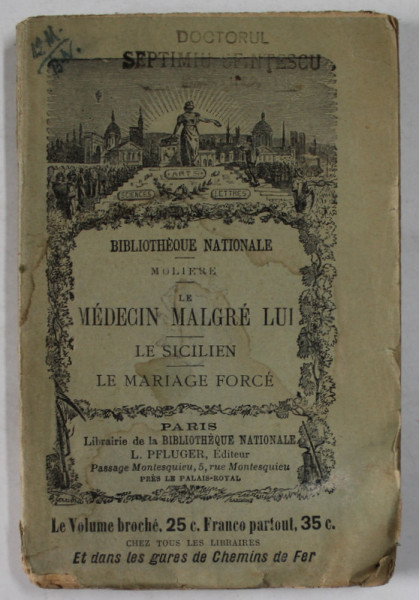 DOCTORUL
SEPTIMIU
ARTS
SCIENCES
LETTRES
BIBLIOTHÈQUE NATIONALE
MOLIERE
LE
MÉDECIN MALGRÉ LUI
LE SICILIEN
LE MARIAGE FORCÉ
PARIS
Librairie de la BIBLIOTHÈQUE NATIONALE
L. PFLUGER, Editeur
Passage Montesquieu, 5, rue Montesquieu
PRÈS LE PALAIS-ROYAL
Le Volume broché, 25 c. Franco partout, 35 c.
CHEZ TOUS LES LIBRAIRES
Et dans les gares de Chemins de Fer